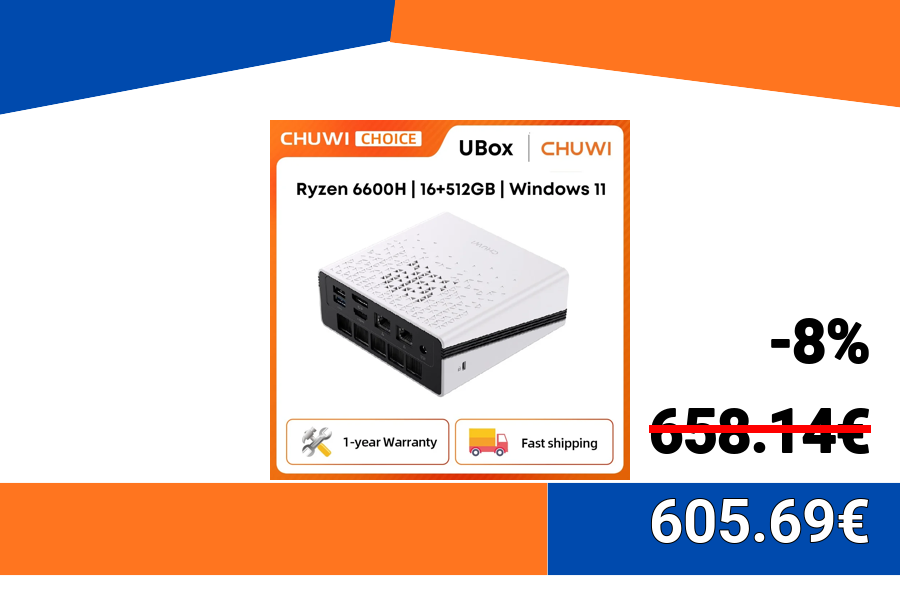 CHUWI CHOICE
UBox | CHUWI
Ryzen 6600H | 16+512GB | Windows 11
CHUWI
1-year Warranty
Fast shipping
-8%
658.14€
605.69€